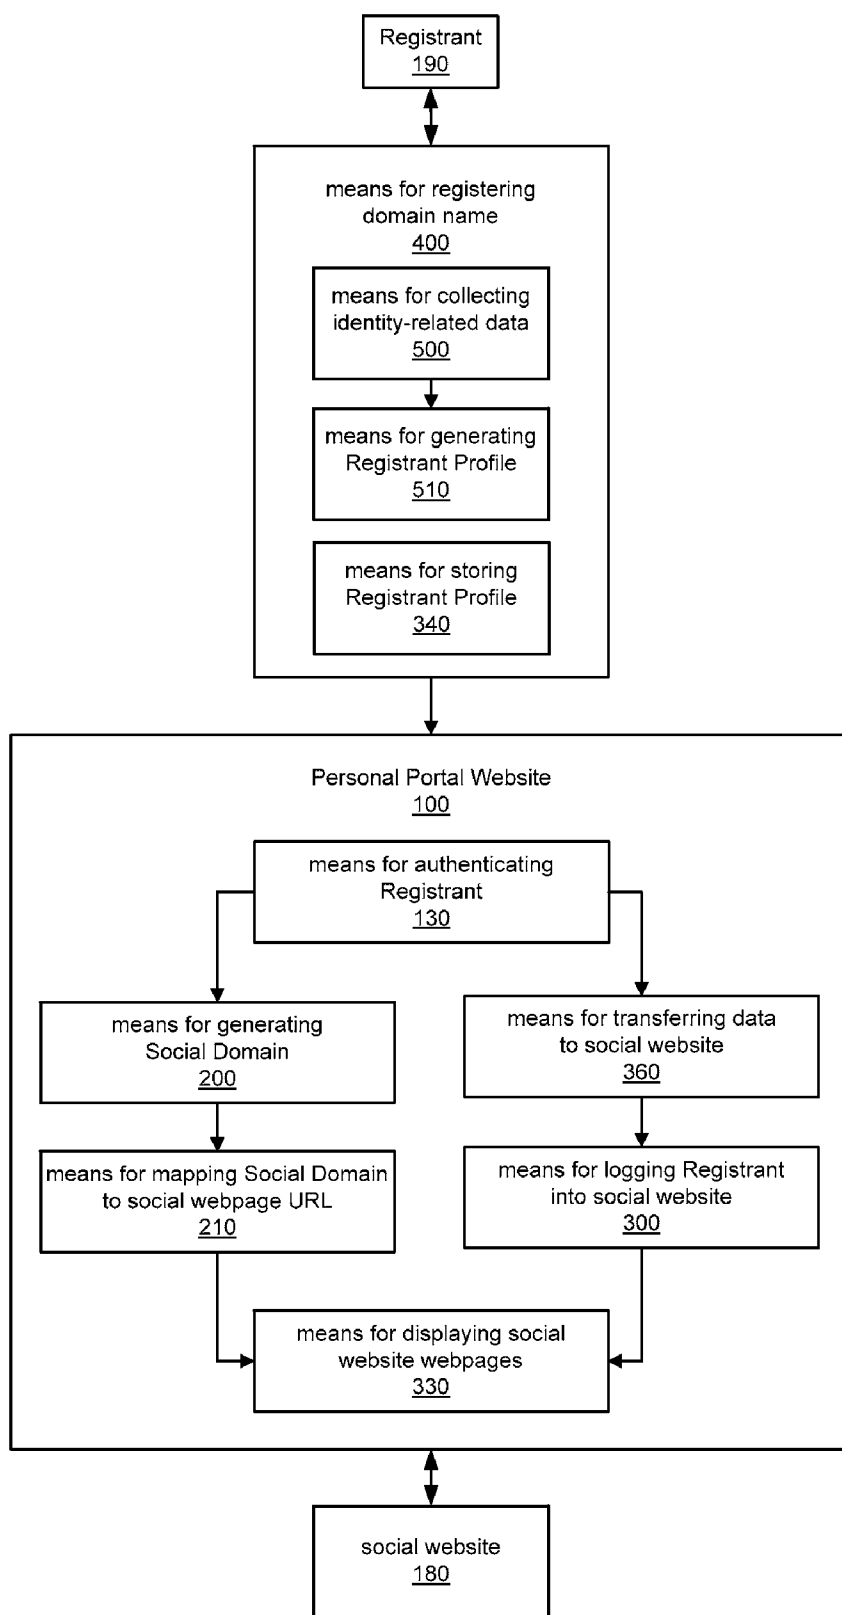 Registrant
190
means for registering
domain name
400
means for collecting
identity-related data
500
means for generating
Registrant Profile
510
means for storing
Registrant Profile
340
Personal Portal Website
100
means for authenticating
Registrant
130
means for generating
Social Domain
200
means for transferring data
to social website
360
means for mapping Social Domain
to social webpage URL
210
means for logging Registrant
into social website
300
means for displaying social
website webpages
330
social website
180